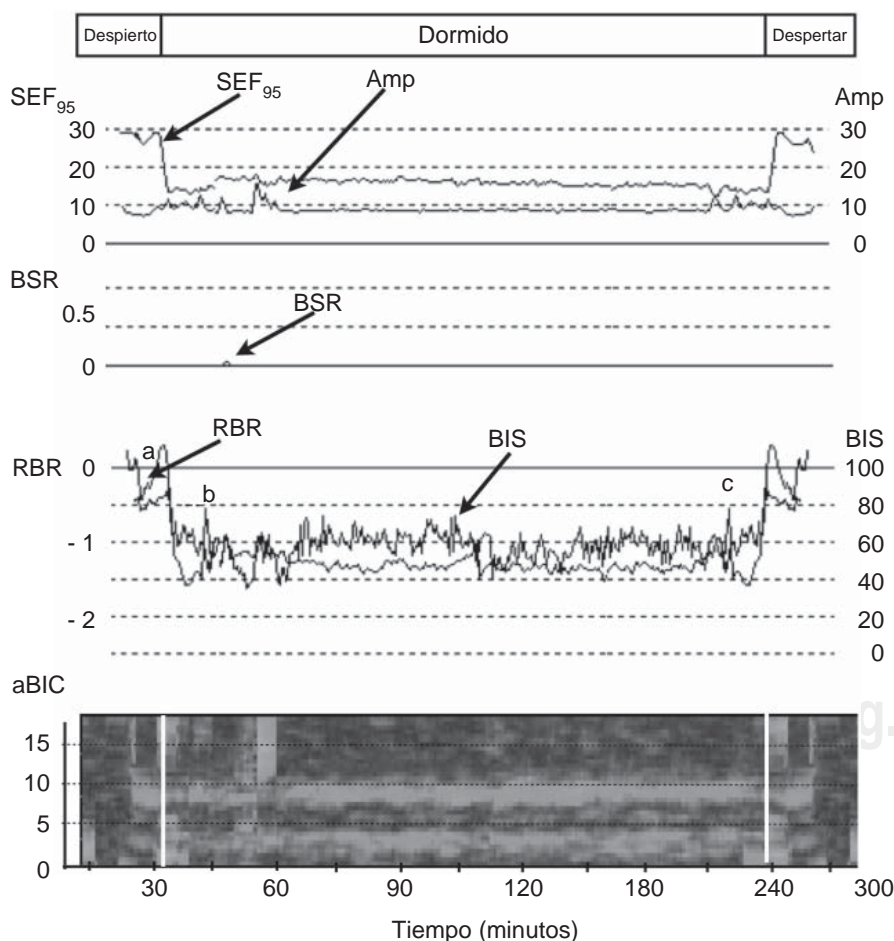 Despierto Dormido Despertar
SEF95 Amp
SEF95 Amp
30 30
20 20
10 10
0 0
BSR
BSR
0.5
0
RBR BIS
a
RBR 0 BIS 100
b c
80
- 1 60
40
- 2 20
0
aBIC
15
10
5
0
30 60 90 120 150 180 240 300
Tiempo (minutos)